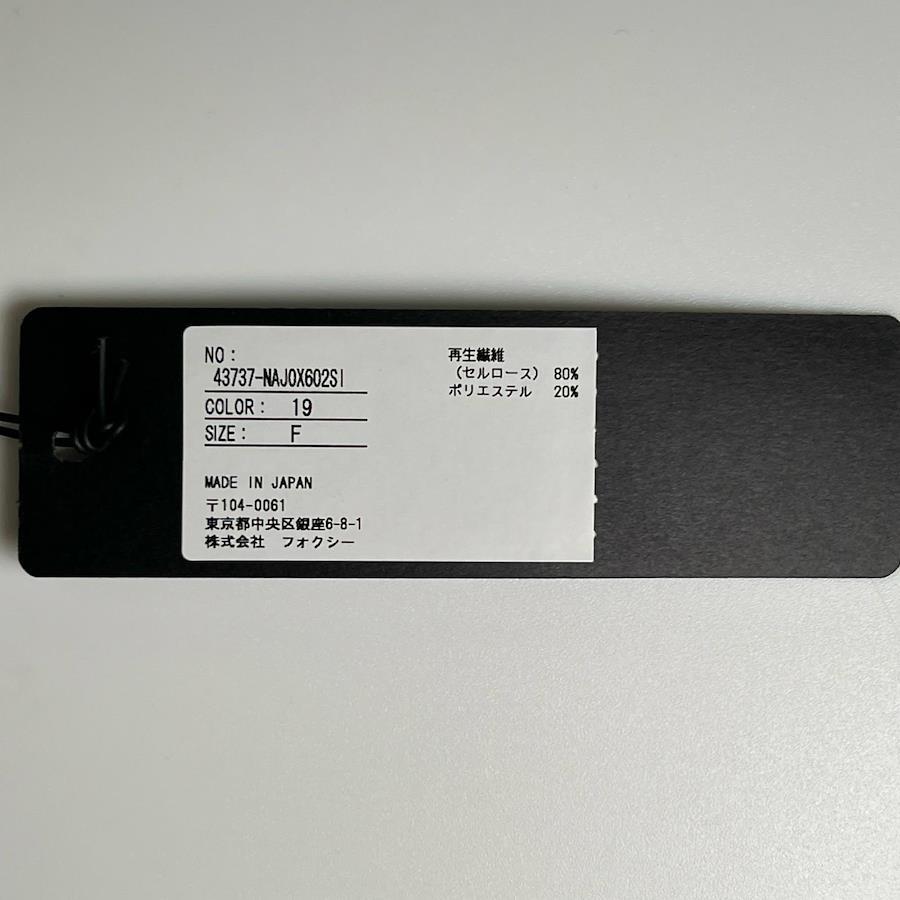 NO：
43737-NAJOX602SI
COLOR： 19
SIZE： F
MADE IN JAPAN
〒104-0061
東京都中央区銀座6-8-1
株式会社 フォクシー
再生繊維
（セルロース） 80%
ポリエステル 20%